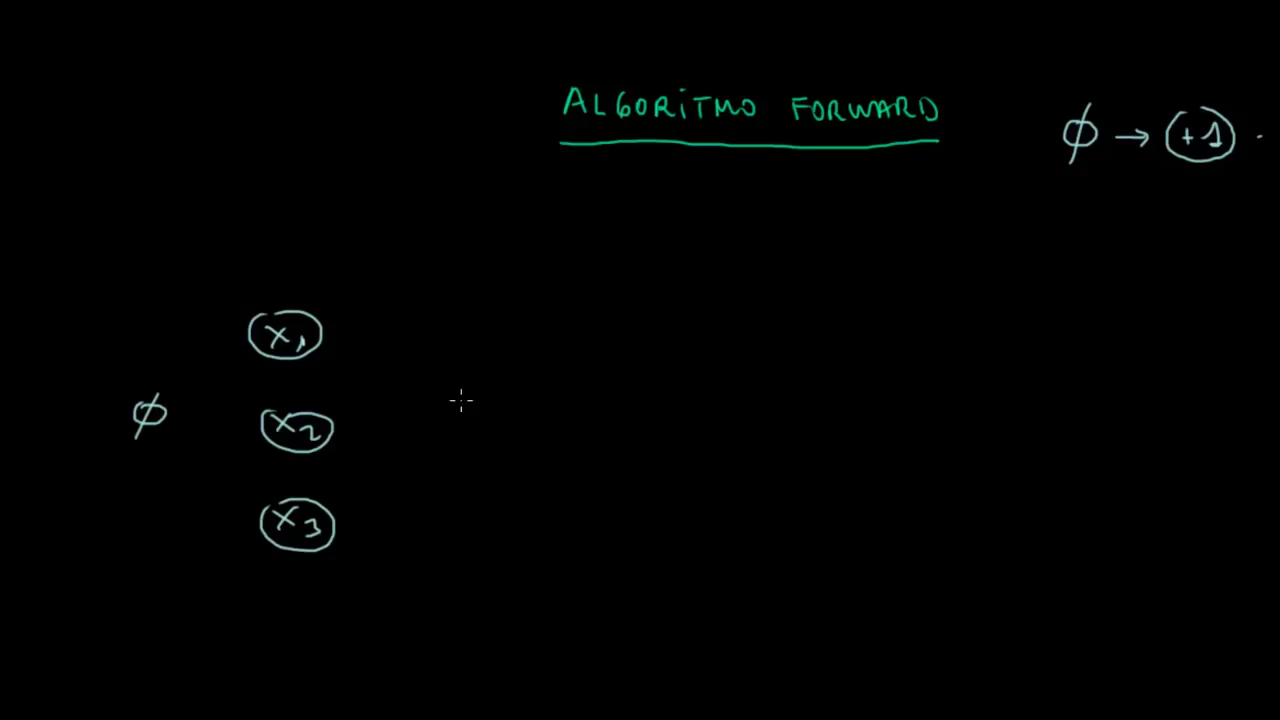 ALGORiTMO FORWARD
ϕ → +1 .
x1
ϕ
x2
x3